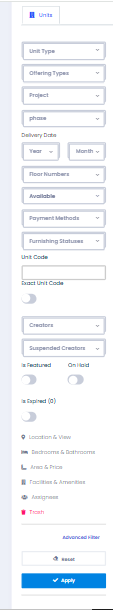 Units
Unit Type
Offering Types
Project
phase
Delivery Date
Year Month
Floor Numbers
Available
Payment Methods
Furnishing Statuses
Unit Code
Exact Unit Code
Creators
Suspended Creators
Is Featured On Hold
Is Expired (0)
Location & View
Bedrooms & Bathrooms
Area & Price
Facilities & Amenities
Assignees
Trash
Advanced Filter
Reset
Apply